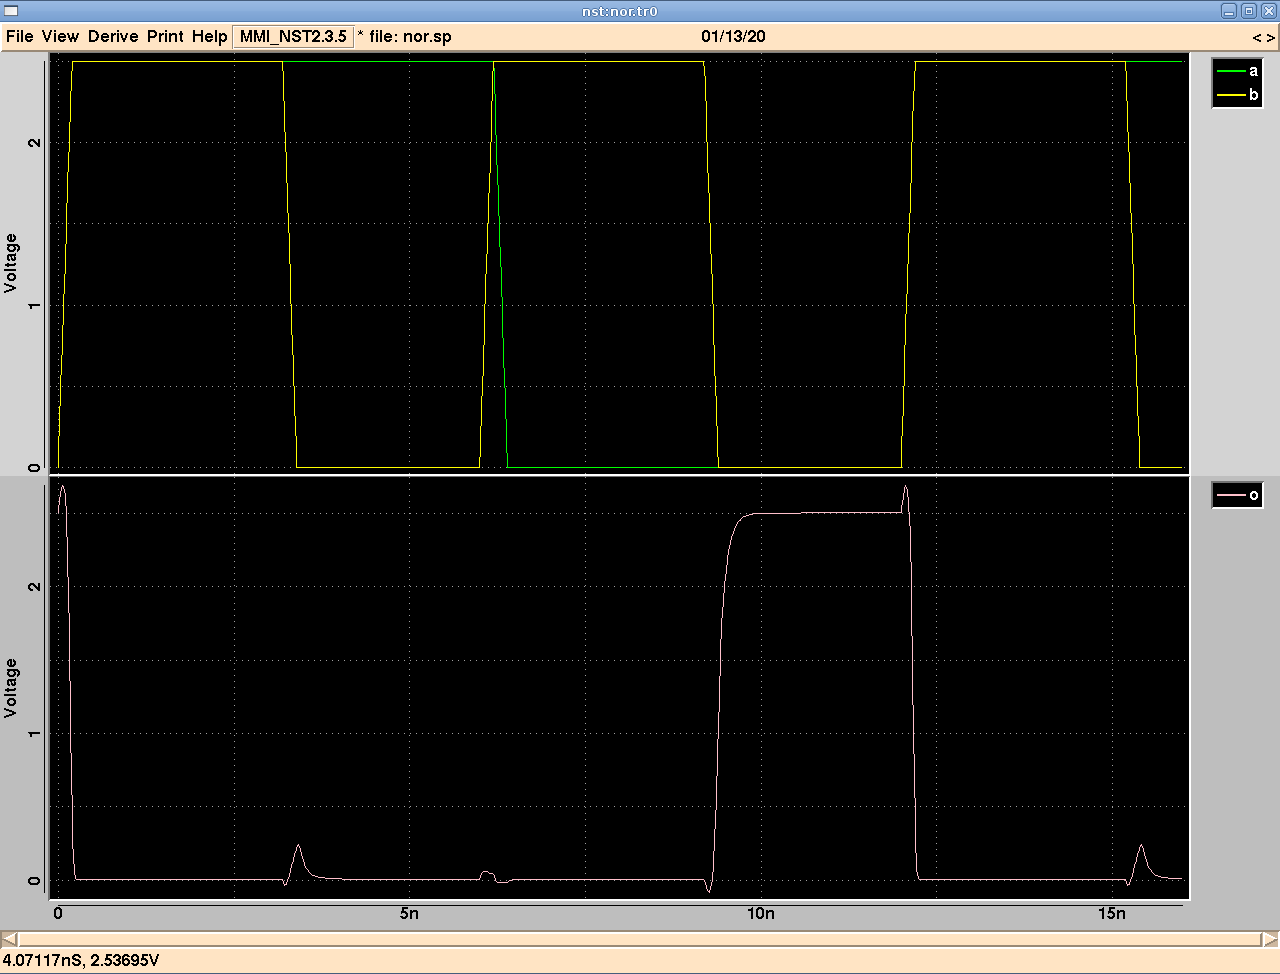 nst:nor.tr0
File View Derive Print Help MMI_NST2.3.5 * file: nor.sp 01/13/20 < >
a
b
Voltage
2
1
0
o
Voltage
2
1
0
0 5n 10n 15n
4.07117nS, 2.53695V